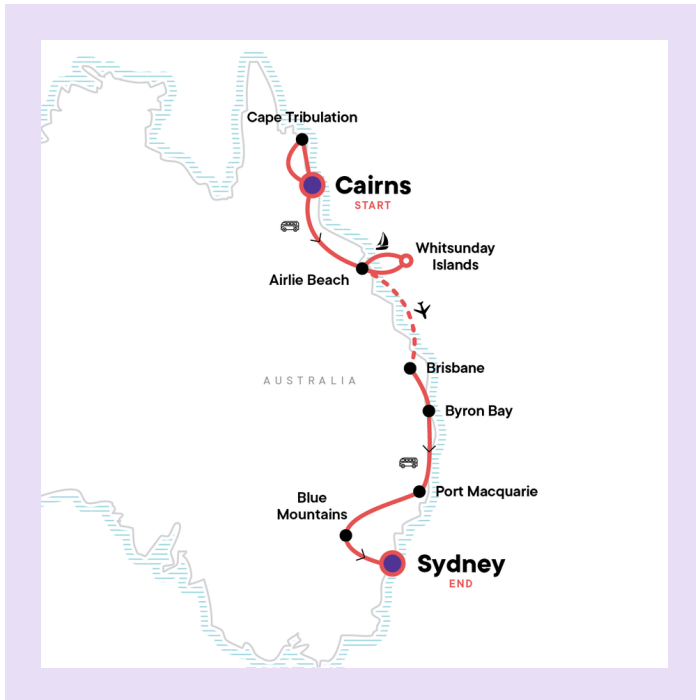 Cape Tribulation
Cairns
START
Whitsunday
Islands
Airlie Beach
Brisbane
AUSTRALIA
Byron Bay
Port Macquarie
Blue
Mountains
Sydney
END